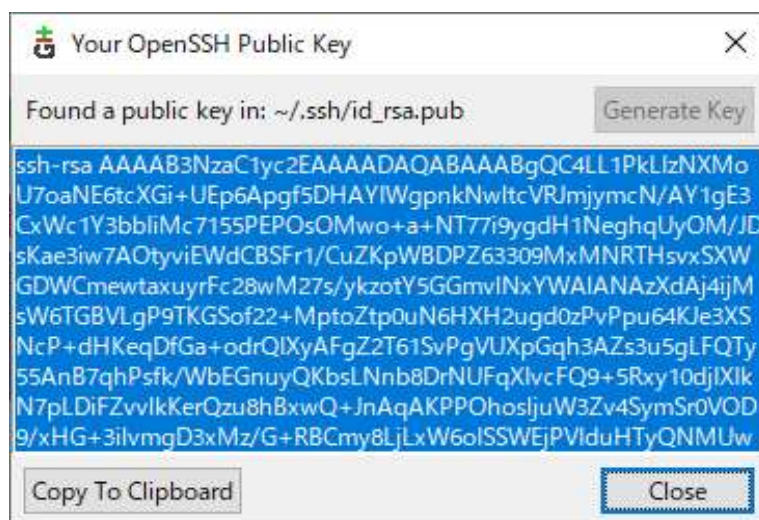 Your OpenSSH Public Key
Found a public key in: ~/.ssh/id_rsa.pub
Generate Key
ssh-rsa AAAAB3NzaC1yc2EAAAADAQABAAABgQC4LL1PkLIzNXMo
U7oaNE6tcXGi+UEp6Apgf5DHAYIWgpnkNwltcVRJmjymcN/AY1gE3
CxWc1Y3bbliMc7155PEPOsOMwo+a+NT77i9ygdH1NeghqUyOM/JD
sKae3iw7AOtyviEWdCBSFr1/CuZKpWBDPZ63309MxMNRTHsvxSXW
GDWCmewtaxuyrFc28wM27s/ykzotY5GGmvINxYWAIANAzXdAj4ijM
sW6TGBVLgP9TKGSof22+MptoZtp0uN6HXH2ugd0zPvPpu64KJe3XS
NcP+dHKeqDfGa+odrQIXyAFgZ2T61SvPgVUXpGqh3AZs3u5gLFQTy
55AnB7qhPsfk/WbEGnuyQKbsLNnb8DrNUFqXlvcFQ9+5Rxy10djIXIk
N7pLDiFZvvIkKerQzu8hBxwQ+JnAqAKPPOhosljuW3Zv4SymSr0VOD
9/xHG+3ilvmgD3xMz/G+RBCmy8LjLxW6olSSWEjPVIduHTyQNMUw
Copy To Clipboard
Close